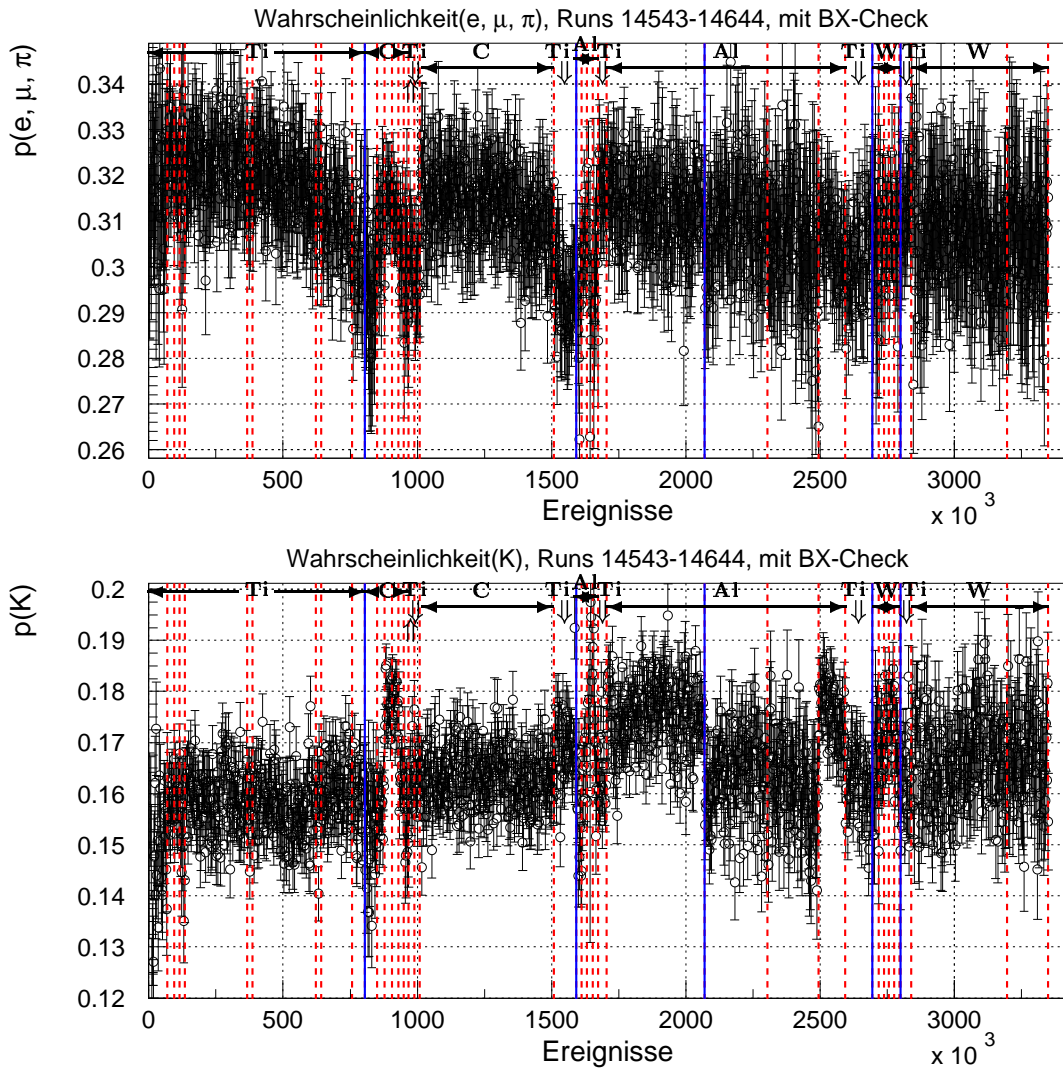 Wahrscheinlichkeit(e, μ, π), Runs 14543-14644, mit BX-Check
p(e, μ, π)
Ti C Ti C Ti Al Ti Al Ti W Ti W
0.34
0.33
0.32
0.31
0.3
0.29
0.28
0.27
0.26
0 500 1000 1500 2000 2500 3000
Ereignisse
x 10 3
Wahrscheinlichkeit(K), Runs 14543-14644, mit BX-Check
p(K)
Ti C Ti C Ti Al Ti Al Ti W Ti W
0.2
0.19
0.18
0.17
0.16
0.15
0.14
0.13
0.12
0 500 1000 1500 2000 2500 3000
Ereignisse
x 10 3